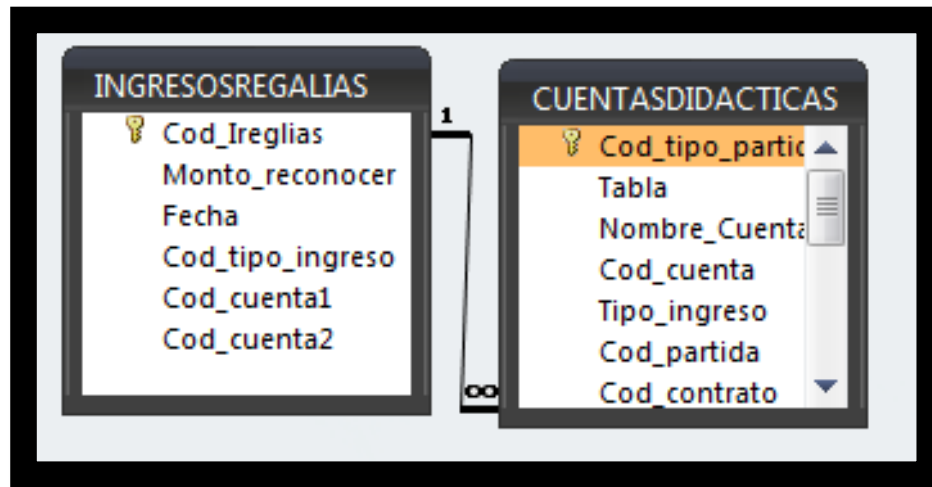 INGRESOSREGALIAS
Cod_Ireglias
Monto_reconocer
Fecha
Cod_tipo_ingreso
Cod_cuenta1
Cod_cuenta2
1
∞
CUENTASDIDACTICAS
Cod_tipo_partic
Tabla
Nombre_Cuenta
Cod_cuenta
Tipo_ingreso
Cod_partida
Cod_contrato